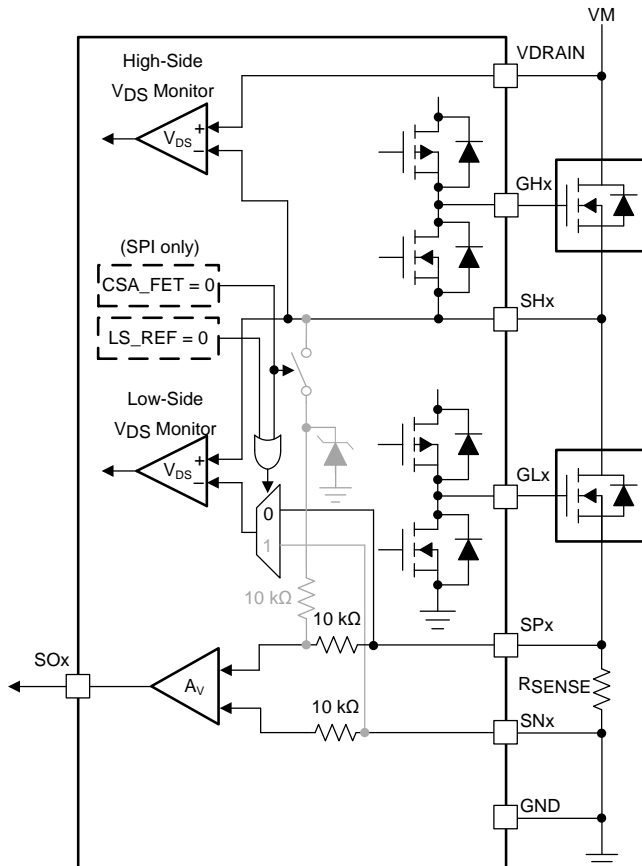 VM
VDRAIN
High-Side
VDS Monitor
+
VDS
−
GHx
(SPI only)
CSA_FET = 0
SHx
LS_REF = 0
Low-Side
VDS Monitor
+
VDS
−
GLx
0
1
10 kΩ
10 kΩ
SPx
SOx
AV
RSENSE
10 kΩ
SNx
GND